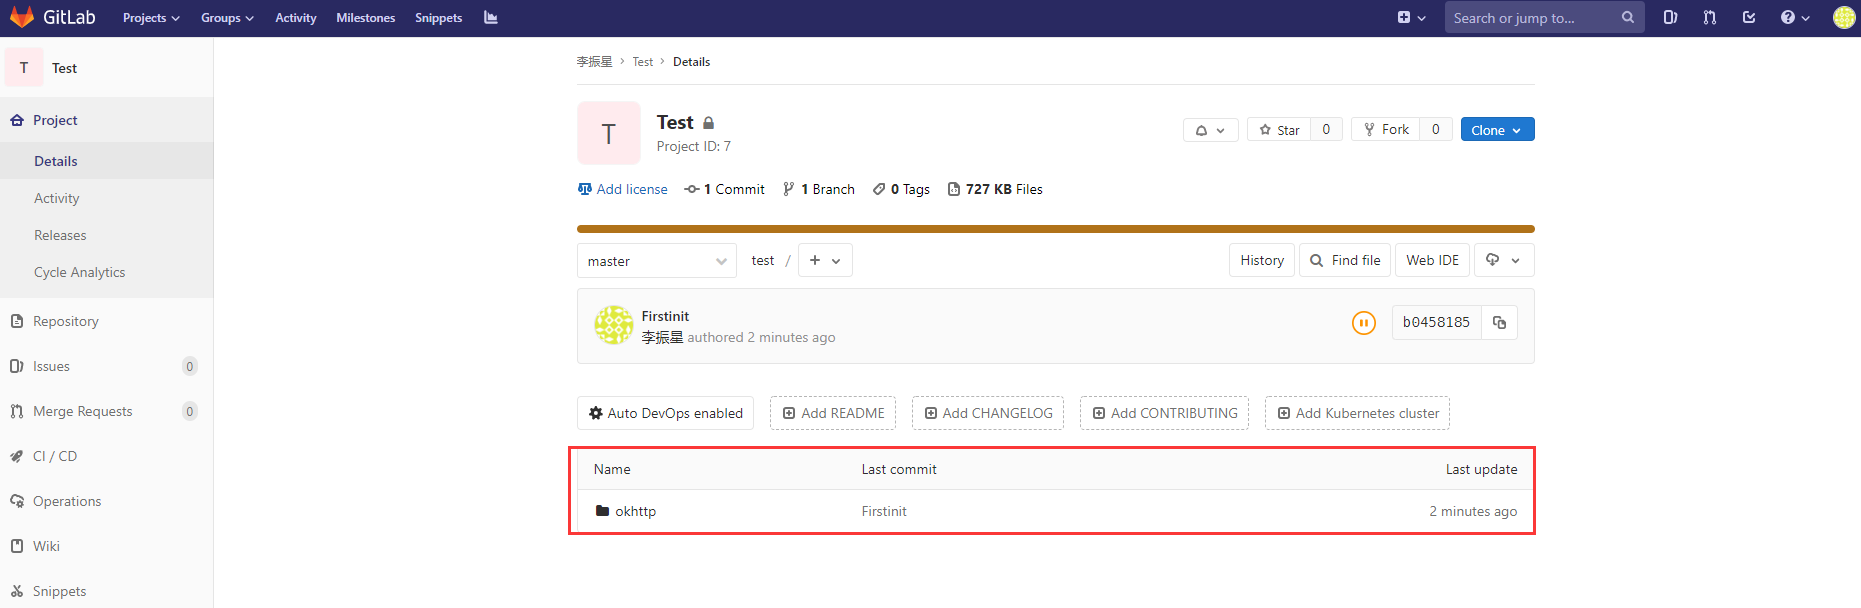 GitLab Projects Groups Activity Milestones Snippets Search or jump to...
T Test
Project
Details
Activity
Releases
Cycle Analytics
Repository
Issues 0
Merge Requests 0
CI / CD
Operations
Wiki
Snippets
李振星 > Test > Details
T
Test
Project ID: 7
Star 0 Fork 0 Clone
Add license 1 Commit 1 Branch 0 Tags 727 KB Files
master test / + History Find file Web IDE
Firstinit
李振星 authored 2 minutes ago
b0458185
Auto DevOps enabled Add README Add CHANGELOG Add CONTRIBUTING Add Kubernetes cluster
Name Last commit Last update
okhttp Firstinit 2 minutes ago